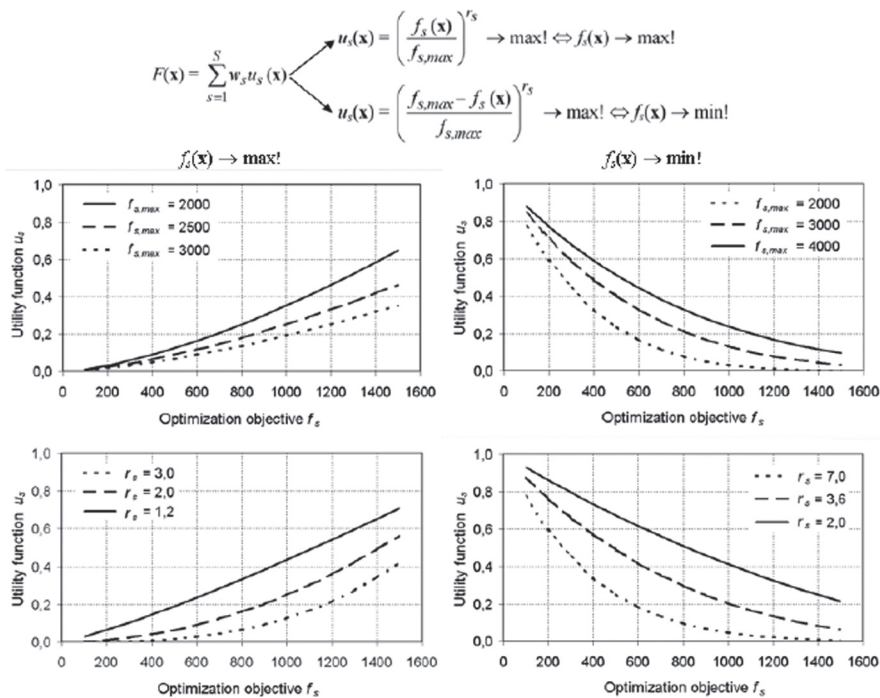 F(x) = \sum_{s=1}^{S} w_s u_s(x)
u_s(x) = \left(\frac{f_s(x)}{f_{s,max}}\right)^{r_s} → max! ⇔ f_s(x) → max!
u_s(x) = \left(\frac{f_{s,max} - f_s(x)}{f_{s,max}}\right)^{r_s} → max! ⇔ f_s(x) → min!
f_s(x) → max!
f_s(x) → min!
Utility function u_s
1,0
0,8
0,6
0,4
0,2
0,0
f_{s,max} = 2000
f_{s,max} = 2500
f_{s,max} = 3000
0 200 400 600 800 1000 1200 1400 1600
Optimization objective f_s
Utility function u_s
1,0
0,8
0,6
0,4
0,2
0,0
f_{s,max} = 2000
f_{s,max} = 3000
f_{s,max} = 4000
0 200 400 600 800 1000 1200 1400 1600
Optimization objective f_s
Utility function u_s
1,0
0,8
0,6
0,4
0,2
0,0
r_s = 3,0
r_s = 2,0
r_s = 1,2
0 200 400 600 800 1000 1200 1400 1600
Optimization objective f_s
Utility function u_s
1,0
0,8
0,6
0,4
0,2
0,0
r_s = 7,0
r_s = 3,6
r_s = 2,0
0 200 400 600 800 1000 1200 1400 1600
Optimization objective f_s